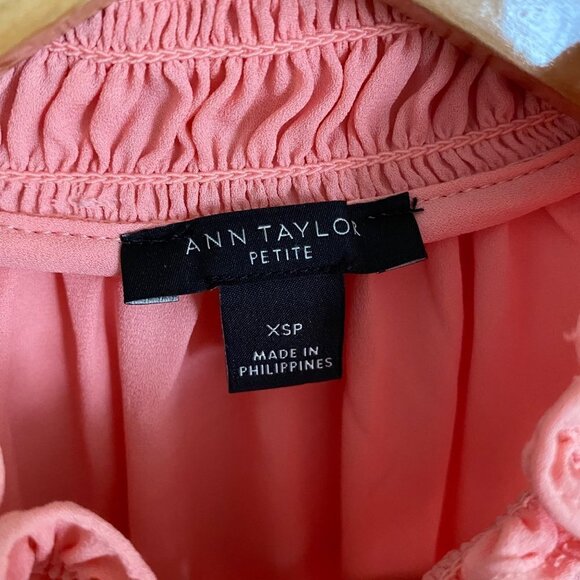 ANN TAYLOR
PETITE
XSP
MADE IN
PHILIPPINES